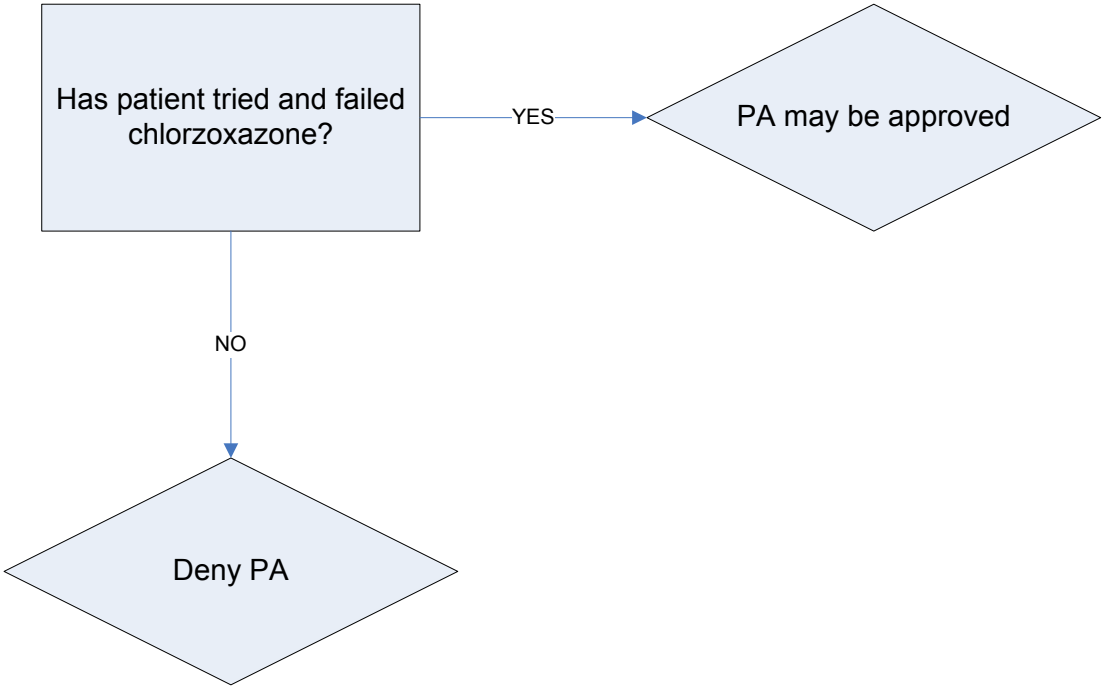 Has patient tried and failed
chlorzoxazone?
YES
PA may be approved
NO
Deny PA